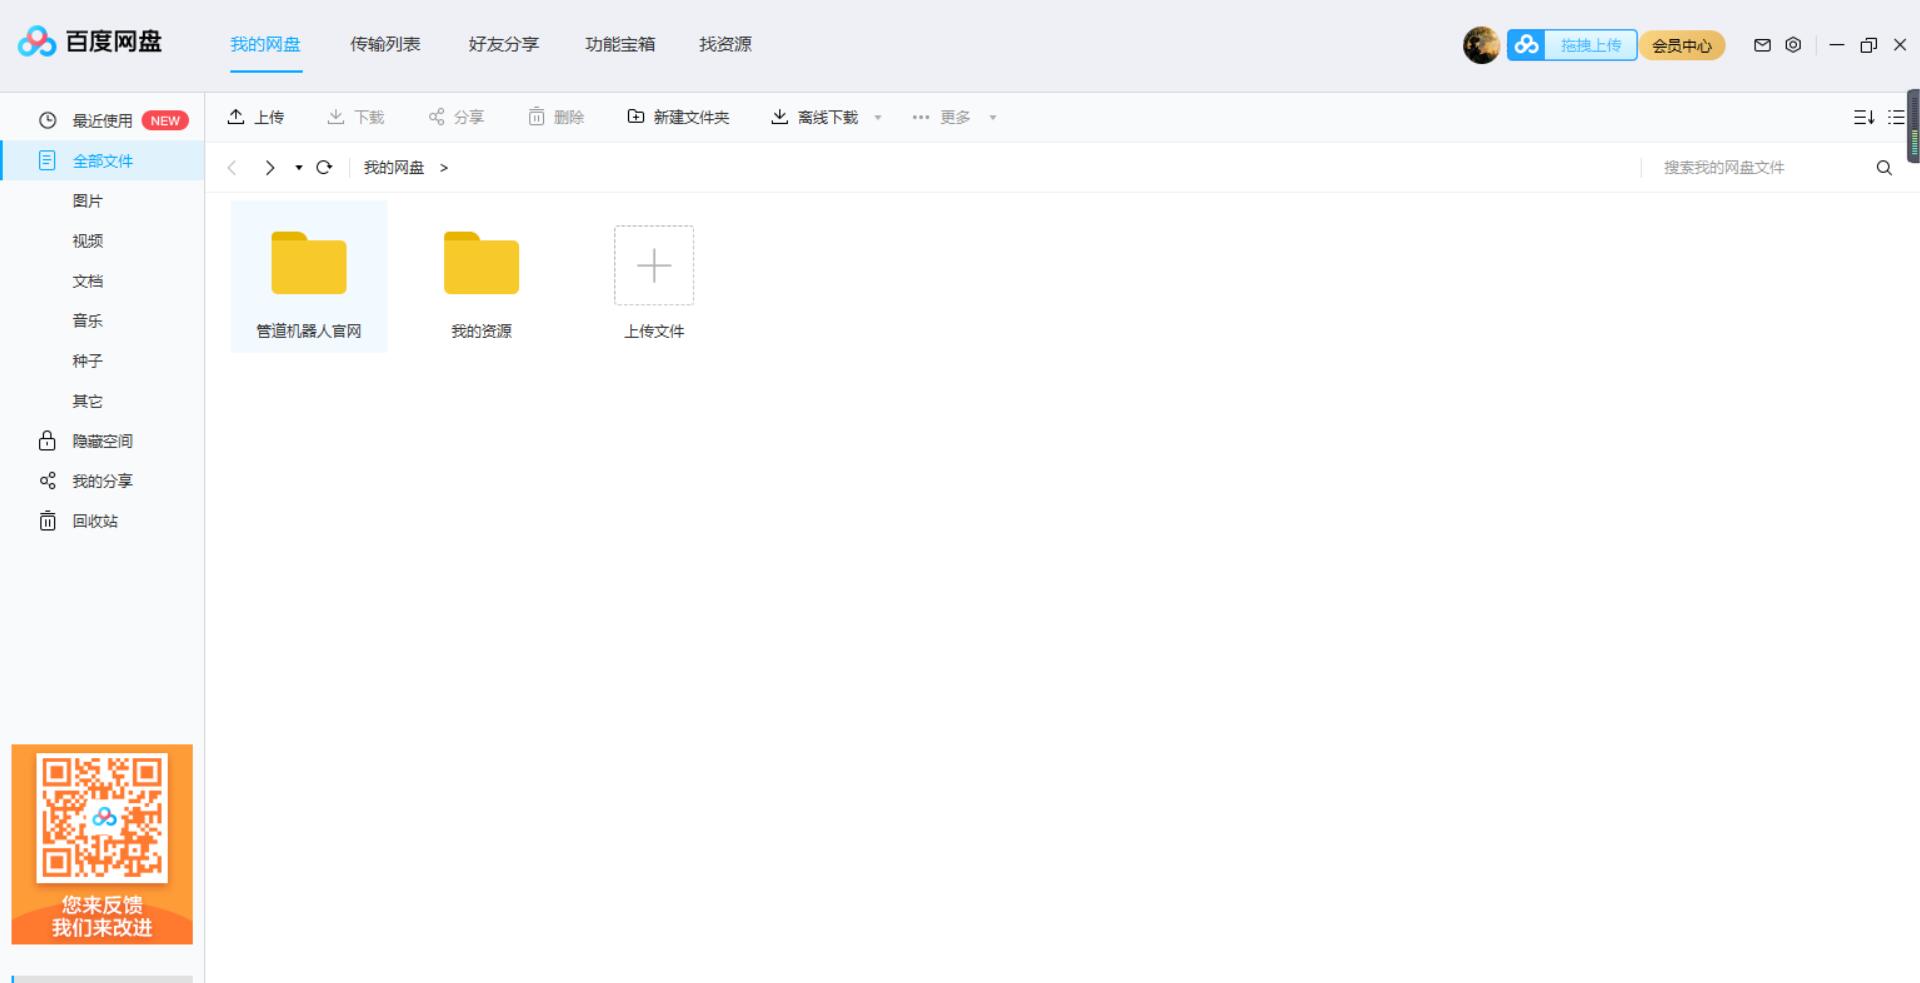 百度网盘
我的网盘 传输列表 好友分享 功能宝箱 找资源
拖拽上传 会员中心
最近使用 NEW
全部文件
图片
视频
文档
音乐
种子
其它
隐藏空间
我的分享
回收站
上传 下载 分享 删除 新建文件夹 离线下载 更多
我的网盘 >
搜索我的网盘文件
管道机器人官网 我的资源 上传文件
您来反馈
我们来改进